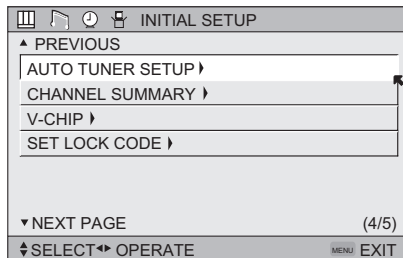 INITIAL SETUP
PREVIOUS
AUTO TUNER SETUP
CHANNEL SUMMARY
V-CHIP
SET LOCK CODE
NEXT PAGE (4/5)
SELECT OPERATE MENU EXIT